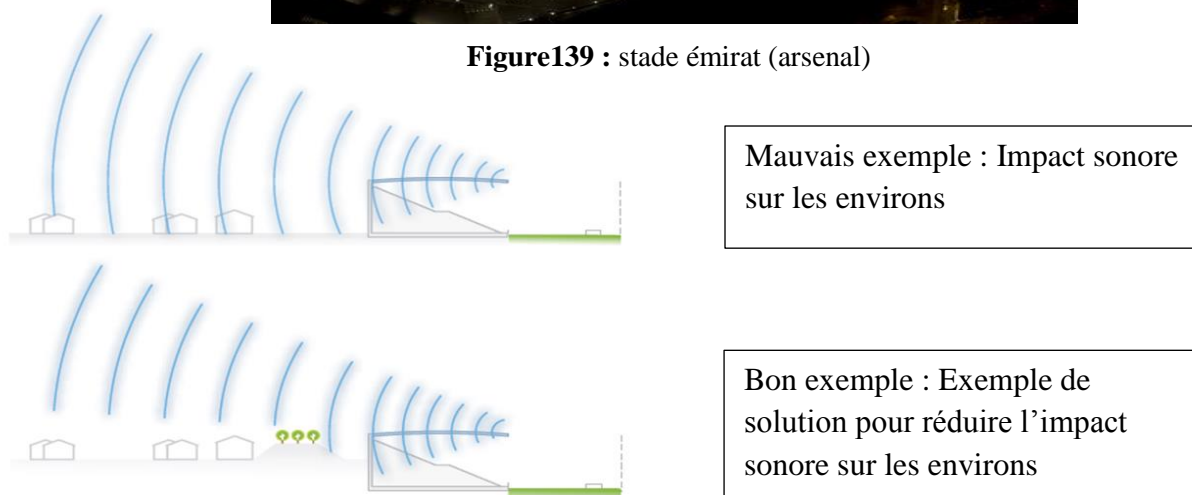 Figure139 : stade émirat (arsenal)
Mauvais exemple : Impact sonore
sur les environs
Bon exemple : Exemple de
solution pour réduire l’impact
sonore sur les environs